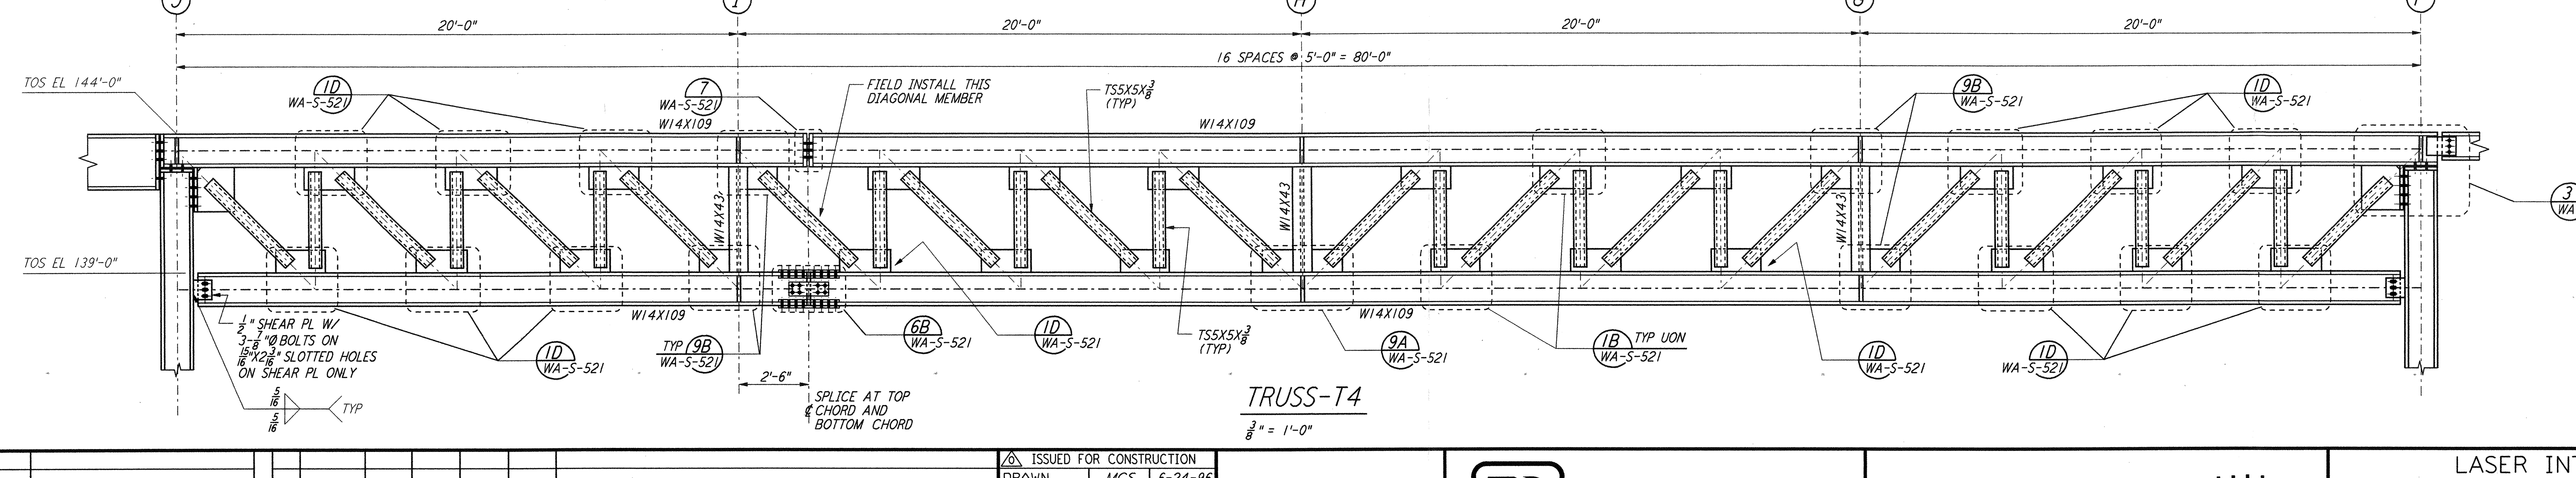 20'-0" 20'-0" 20'-0" 20'-0"
16 SPACES @ 5'-0" = 80'-0"
TOS EL 144'-0"
1D
WA-S-521
7
WA-S-521
FIELD INSTALL THIS
DIAGONAL MEMBER
TS5X5X3/8
(TYP)
9B
WA-S-521
1D
WA-S-521
W14X109
W14X109
3
WA
W14X43
W14X43
W14X43
TOS EL 139'-0"
1/2" SHEAR PL W/
3-7/8"Ø BOLTS ON
15/16"X2 3/16" SLOTTED HOLES
ON SHEAR PL ONLY
5/16
5/16
TYP
1D
WA-S-521
W14X109
TYP 9B
WA-S-521
6B
WA-S-521
1D
WA-S-521
TS5X5X3/8
(TYP)
W14X109
9A
WA-S-521
1B TYP UON
WA-S-521
1D
WA-S-521
1D
WA-S-521
2'-6"
SPLICE AT TOP
℄ CHORD AND
BOTTOM CHORD
TRUSS-T4
3/8" = 1'-0"
0 ISSUED FOR CONSTRUCTION
DRAWN MGS 5-24-96
LASER INT